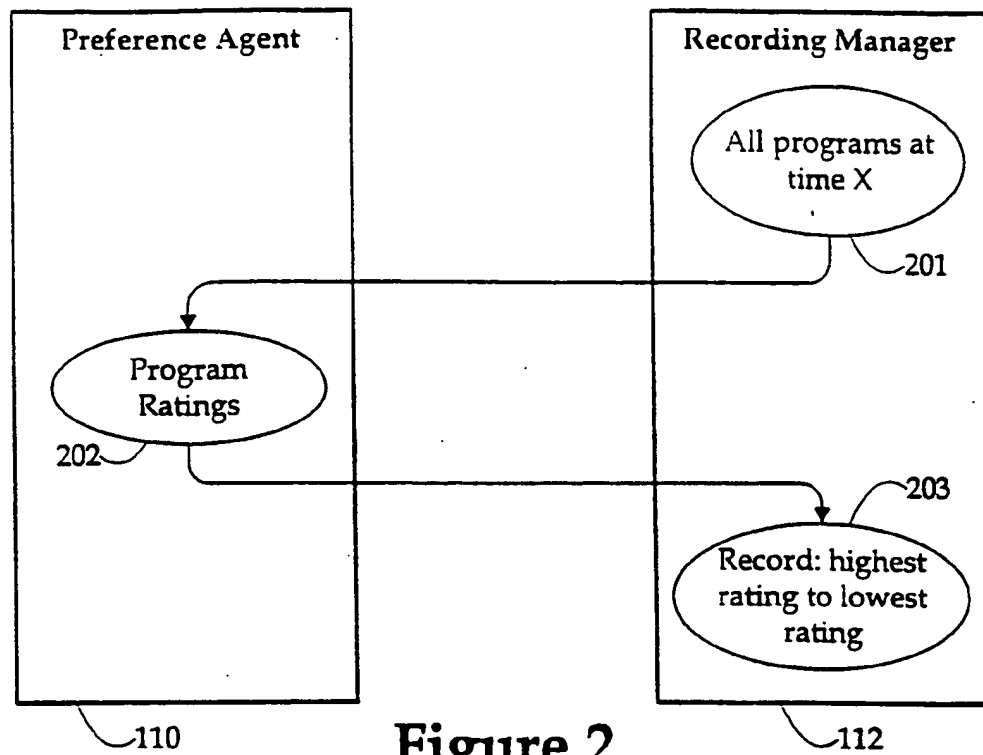 Preference Agent
Recording Manager
All programs at
time X
201
Program
Ratings
202
203
Record: highest
rating to lowest
rating
110
112
Figure 2